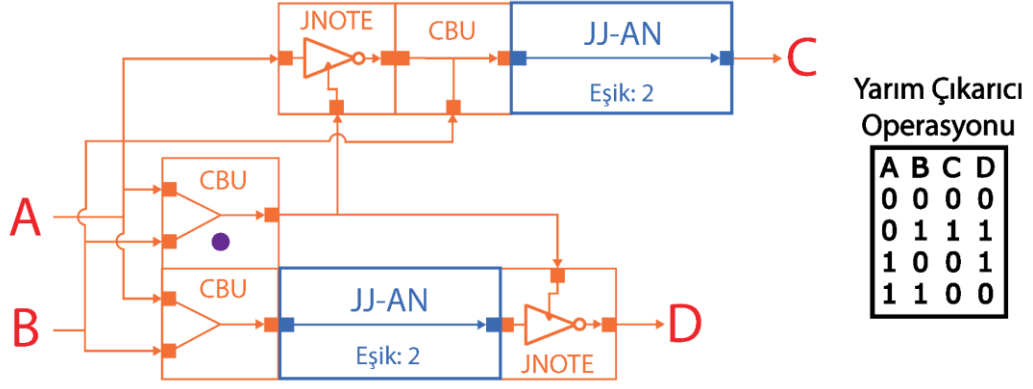 JNOTE
CBU
JJ-AN
Eşik: 2
C
Yarım Çıkarıcı
Operasyonu
A B C D
0 0 0 0
0 1 1 1
1 0 0 1
1 1 0 0
A
CBU
B
CBU
JJ-AN
Eşik: 2
JNOTE
D